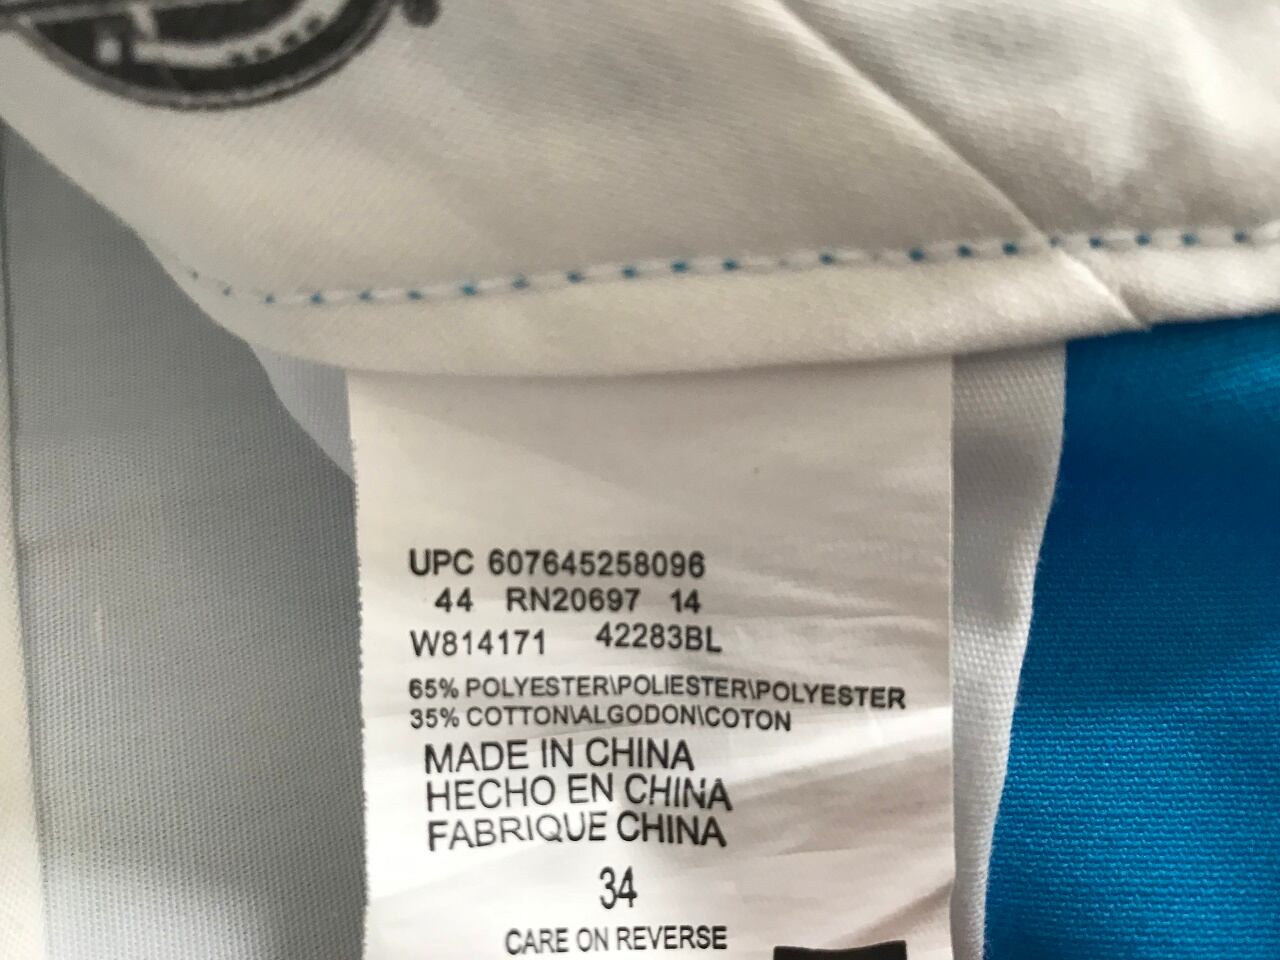 UPC 607645258096
44 RN20697 14
W814171 42283BL
65% POLYESTER\POLIESTER\POLYESTER
35% COTTON\ALGODON\COTON
MADE IN CHINA
HECHO EN CHINA
FABRIQUE CHINA
34
CARE ON REVERSE